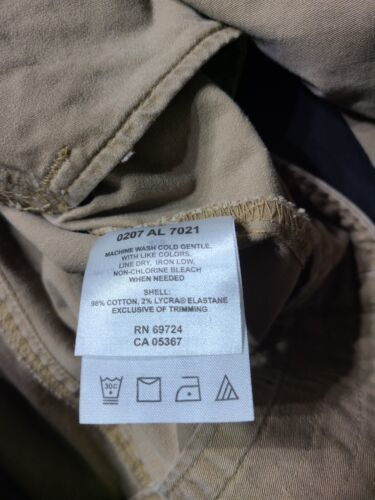 0207 AL 7021
MACHINE WASH COLD GENTLE,
WITH LIKE COLORS.
LINE DRY, IRON LOW,
NON-CHLORINE BLEACH
WHEN NEEDED
SHELL:
98% COTTON, 2% LYCRA® ELASTANE
EXCLUSIVE OF TRIMMING
RN 69724
CA 05367
30C